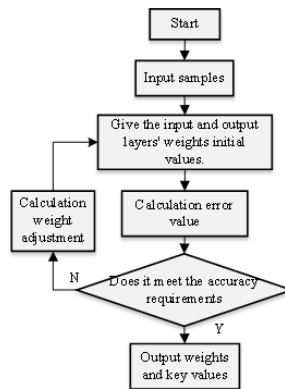 Start
Input samples
Give the input and output
layers' weights initial
values.
Calculation error
value
Calculation
weight
adjustment
Does it meet the accuracy
requirements
N
Y
Output weights
and key values